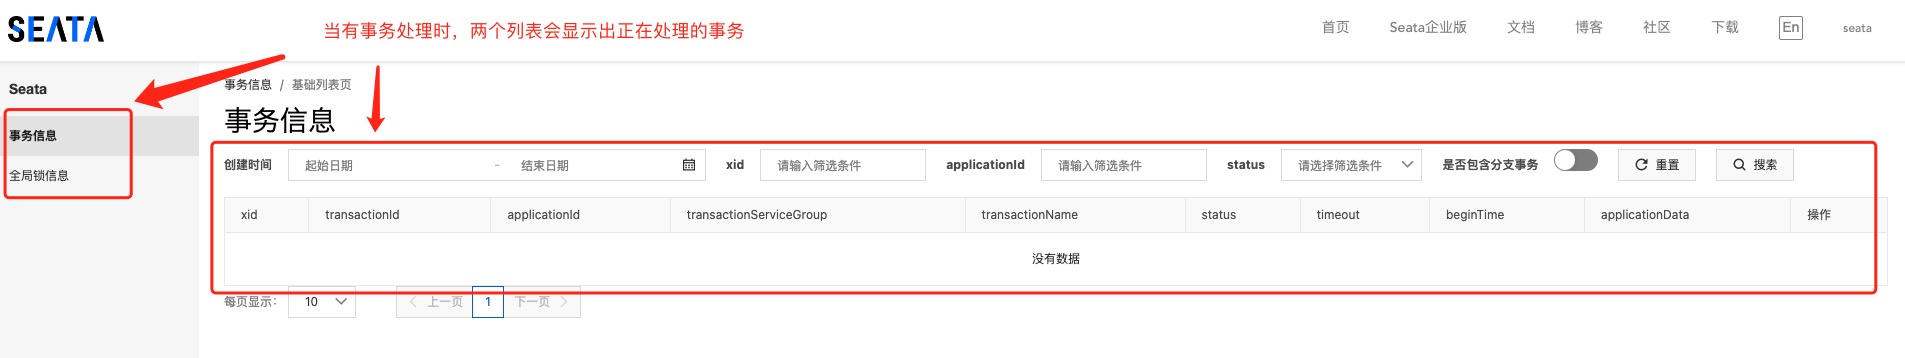 SEATA
当有事务处理时，两个列表会显示出正在处理的事务
首页 Seata企业版 文档 博客 社区 下载 En seata
Seata
事务信息
全局锁信息
事务信息 / 基础列表页
事务信息
创建时间 起始日期 - 结束日期 xid 请输入筛选条件 applicationId 请输入筛选条件 status 请选择筛选条件 是否包含分支事务 重置 搜索
xid transactionId applicationId transactionServiceGroup transactionName status timeout beginTime applicationData 操作
没有数据
每页显示: 10 上一页 1 下一页